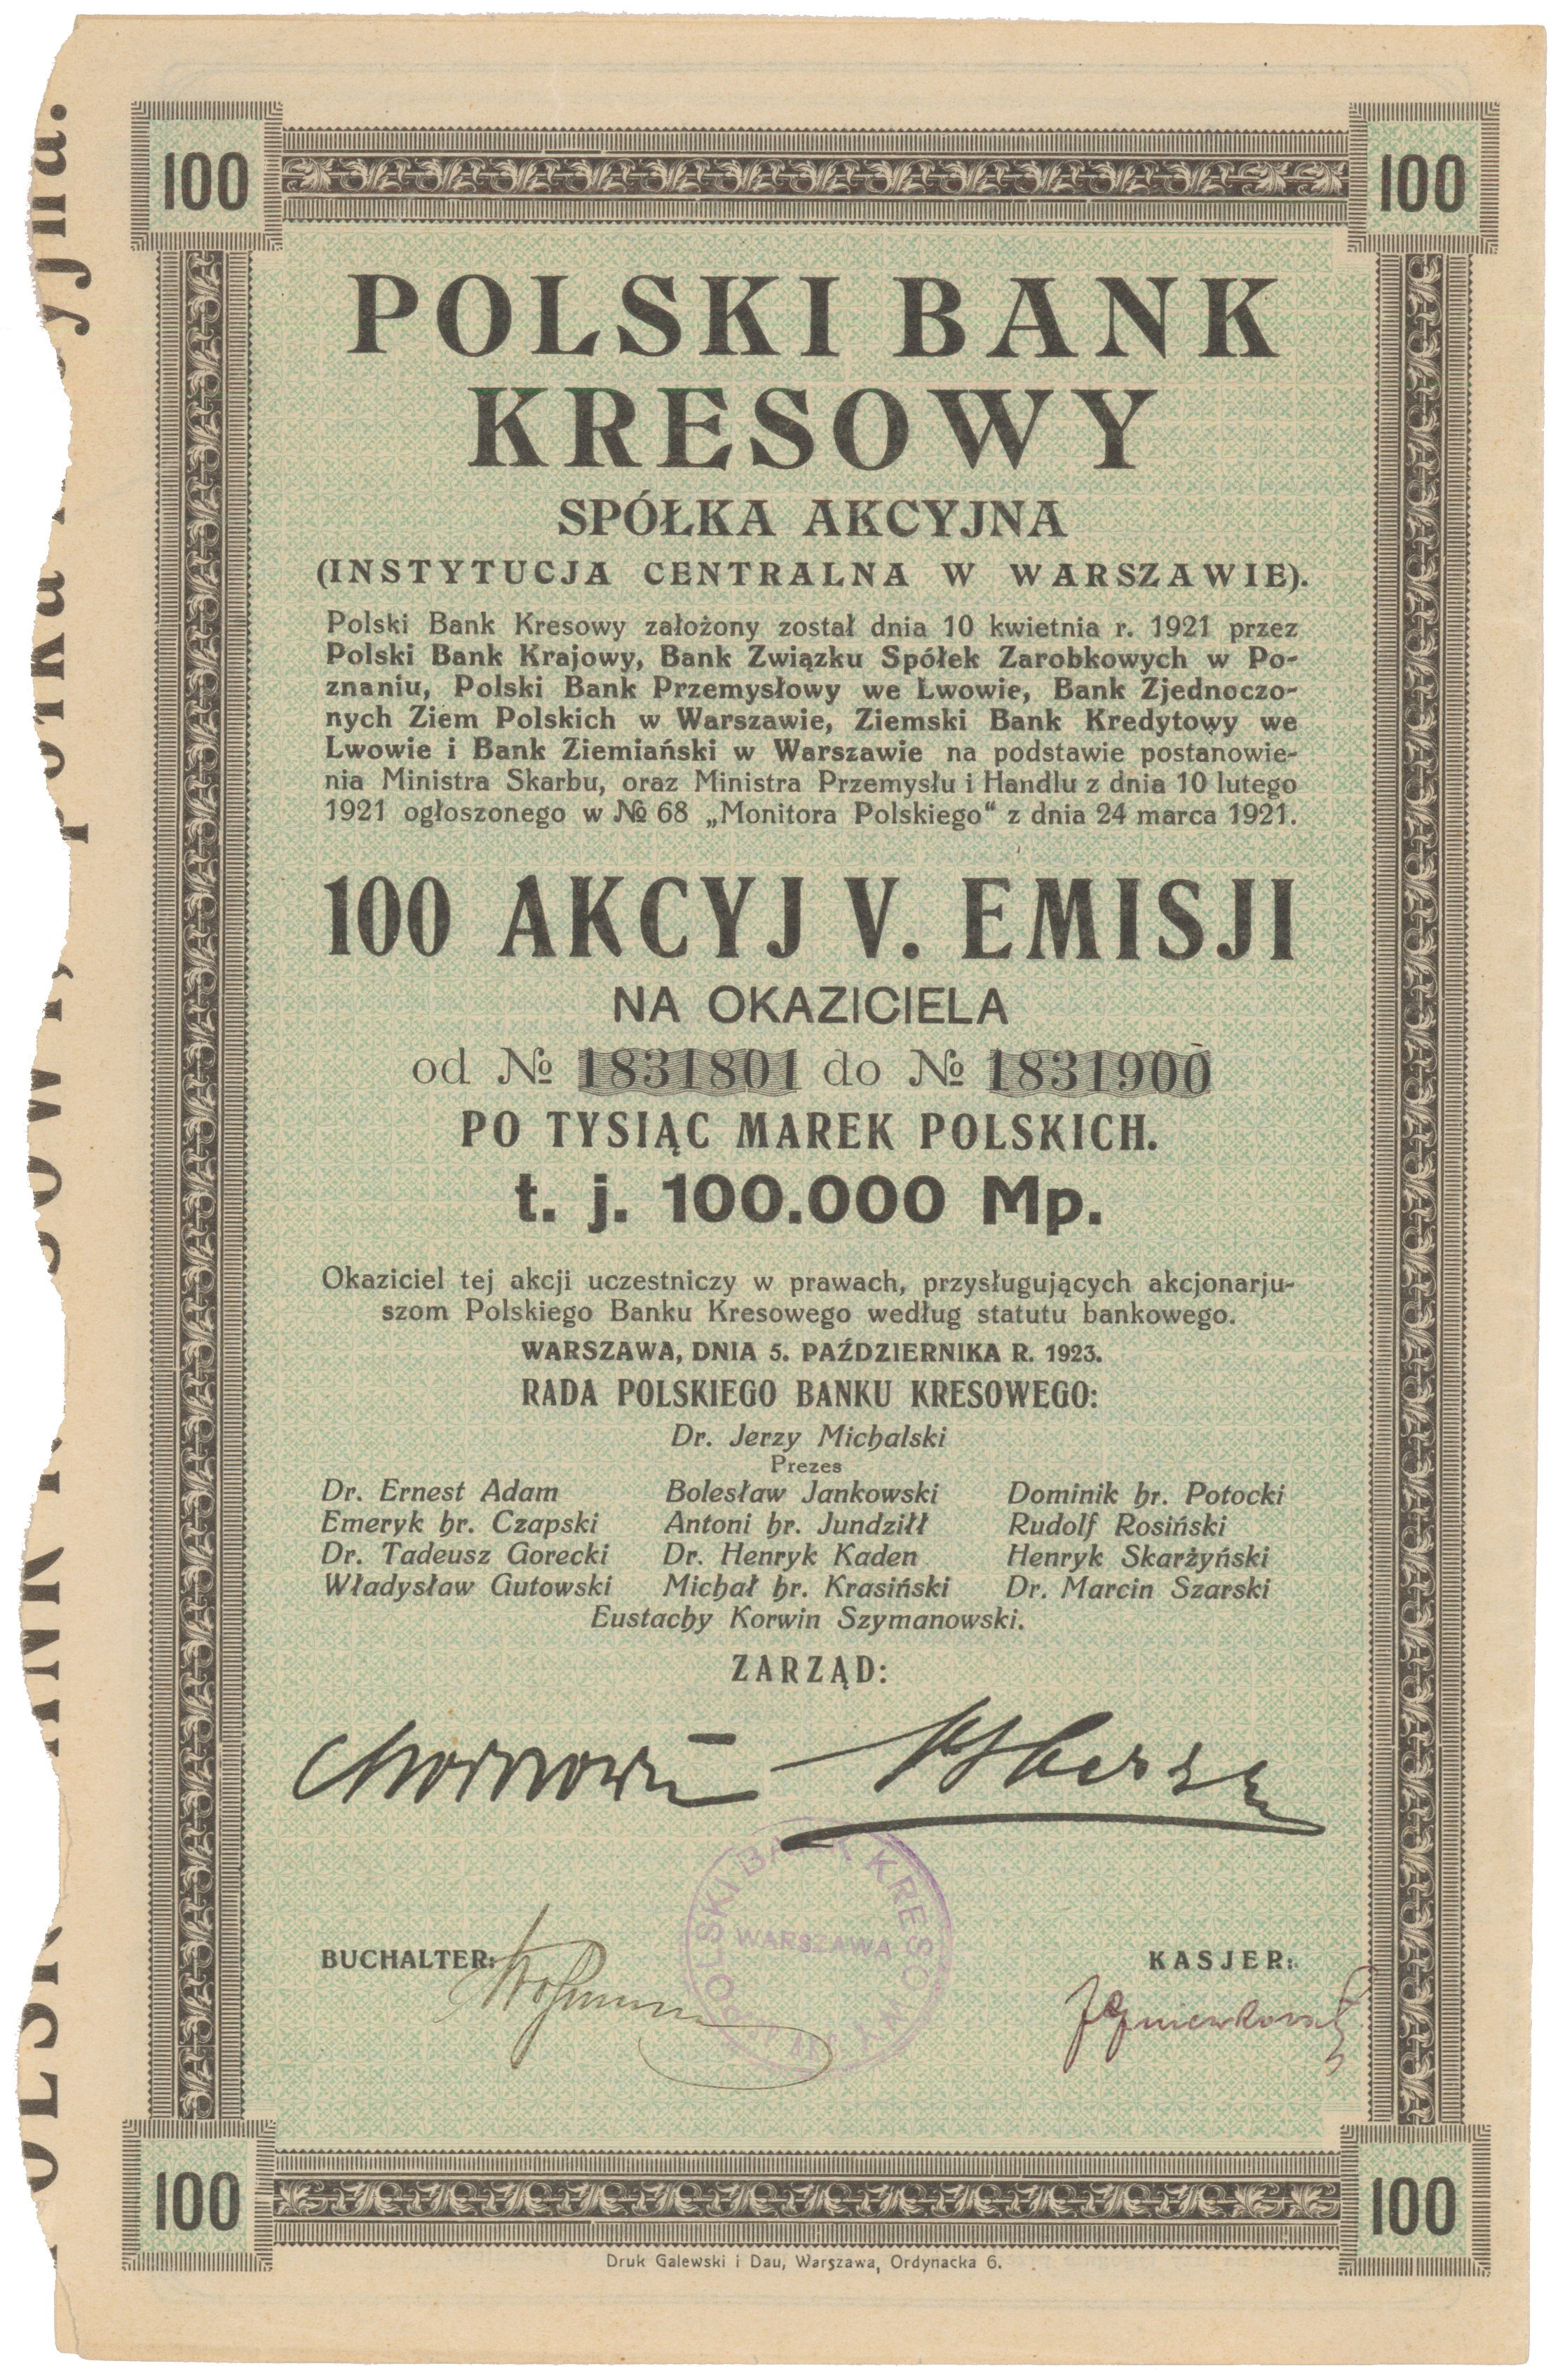 100
100
POLSKI BANK
KRESOWY
SPÓŁKA AKCYJNA
(INSTYTUCJA CENTRALNA W WARSZAWIE).
Polski Bank Kresowy założony został dnia 10 kwietnia r. 1921 przez
Polski Bank Krajowy, Bank Związku Spółek Zarobkowych w Po-
znaniu, Polski Bank Przemysłowy we Lwowie, Bank Zjednoczo-
nych Ziem Polskich w Warszawie, Ziemski Bank Kredytowy we
Lwowie i Bank Ziemiański w Warszawie na podstawie postanowie-
nia Ministra Skarbu, oraz Ministra Przemysłu i Handlu z dnia 10 lutego
1921 ogłoszonego w № 68 „Monitora Polskiego“ z dnia 24 marca 1921.
100 AKCYJ V. EMISJI
NA OKAZICIELA
od № 1831801 do № 1831900
PO TYSIĄC MAREK POLSKICH.
t. j. 100.000 Mp.
Okaziciel tej akcji uczestniczy w prawach, przysługujących akcjonarju-
szom Polskiego Banku Kresowego według statutu bankowego.
WARSZAWA, DNIA 5. PAŹDZIERNIKA R. 1923.
RADA POLSKIEGO BANKU KRESOWEGO:
Dr. Jerzy Michalski
Prezes
Dr. Ernest Adam Bolesław Jankowski Dominik hr. Potocki
Emeryk hr. Czapski Antoni hr. Jundziłł Rudolf Rosiński
Dr. Tadeusz Gorecki Dr. Henryk Kaden Henryk Skarżyński
Władysław Gutowski Michał hr. Krasiński Dr. Marcin Szarski
Eustachy Korwin Szymanowski.
ZARZĄD:
POLSKI BANK KRESOWY
WARSZAWA
BUCHALTER:
KASJER:
100
100
Druk Galewski i Dau, Warszawa, Ordynacka 6.